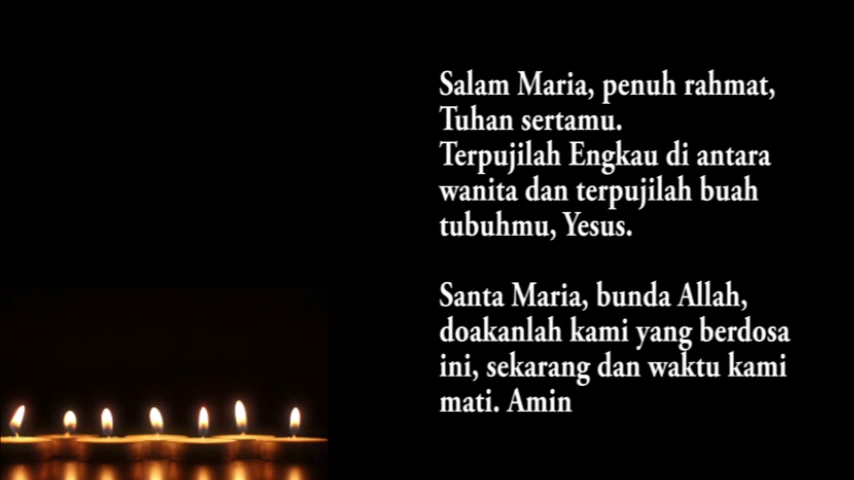 Salam Maria, penuh rahmat,
Tuhan sertamu.
Terpujilah Engkau di antara
wanita dan terpujilah buah
tubuhmu, Yesus.
Santa Maria, bunda Allah,
doakanlah kami yang berdosa
ini, sekarang dan waktu kami
mati. Amin